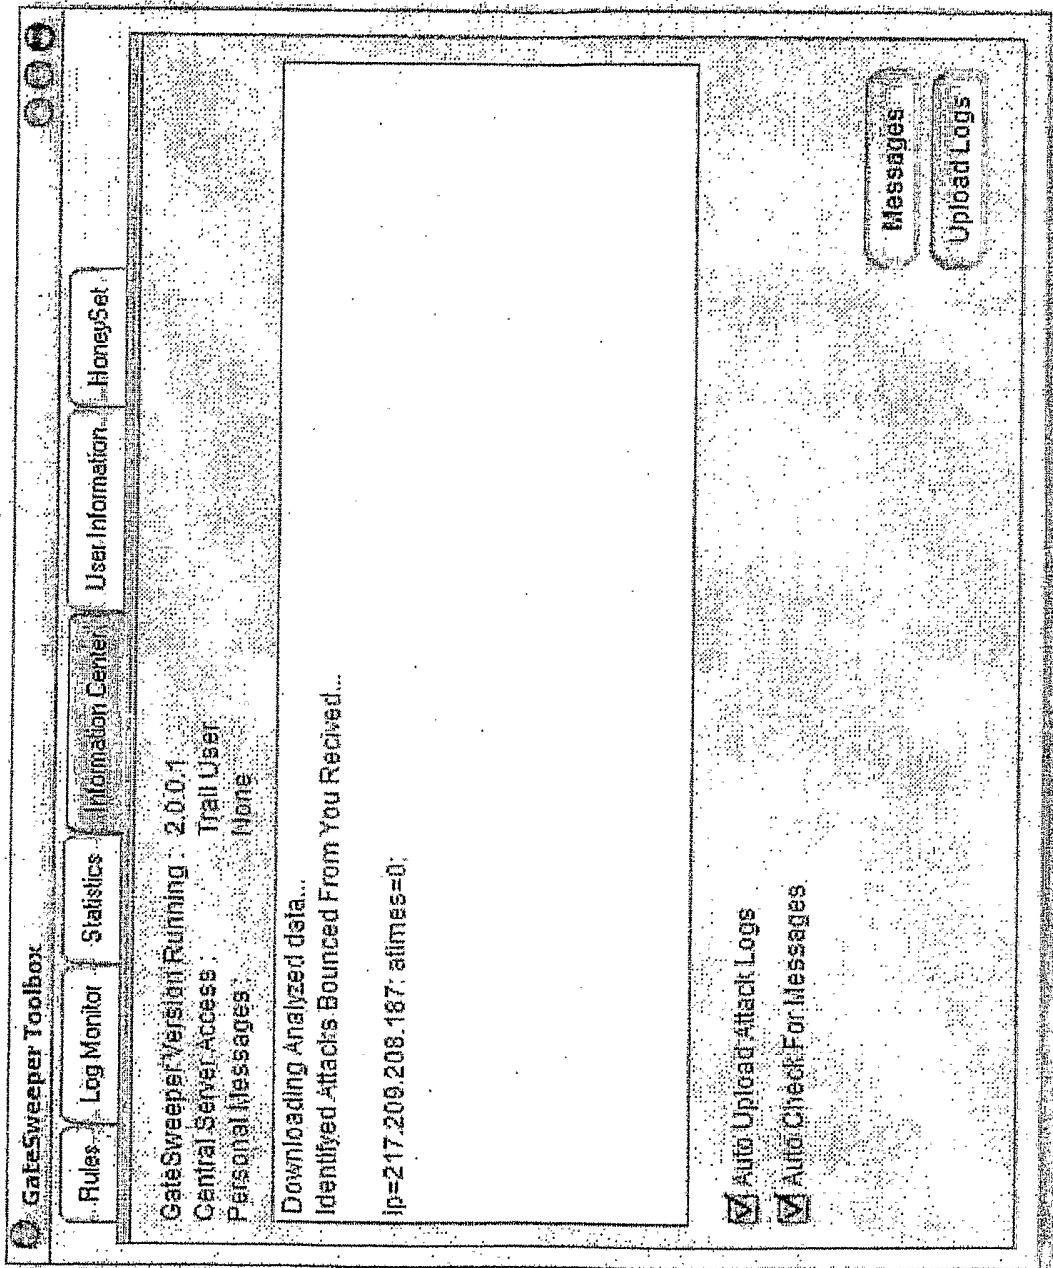 GateSweeper Toolbox
Rules Log Monitor Statistics Information Center User Information HoneySet
GateSweeper Version Running : 2.0.0.1
Central Server Access : Trail User
Personal Messages : None
Downloading Analyzed data...
Identifyed Attacks Bounced From You Recived...
ip=217.209.208.187; atimes=0;
Auto Upload Attack Logs
Auto Check For Messages
Messages
Upload Logs